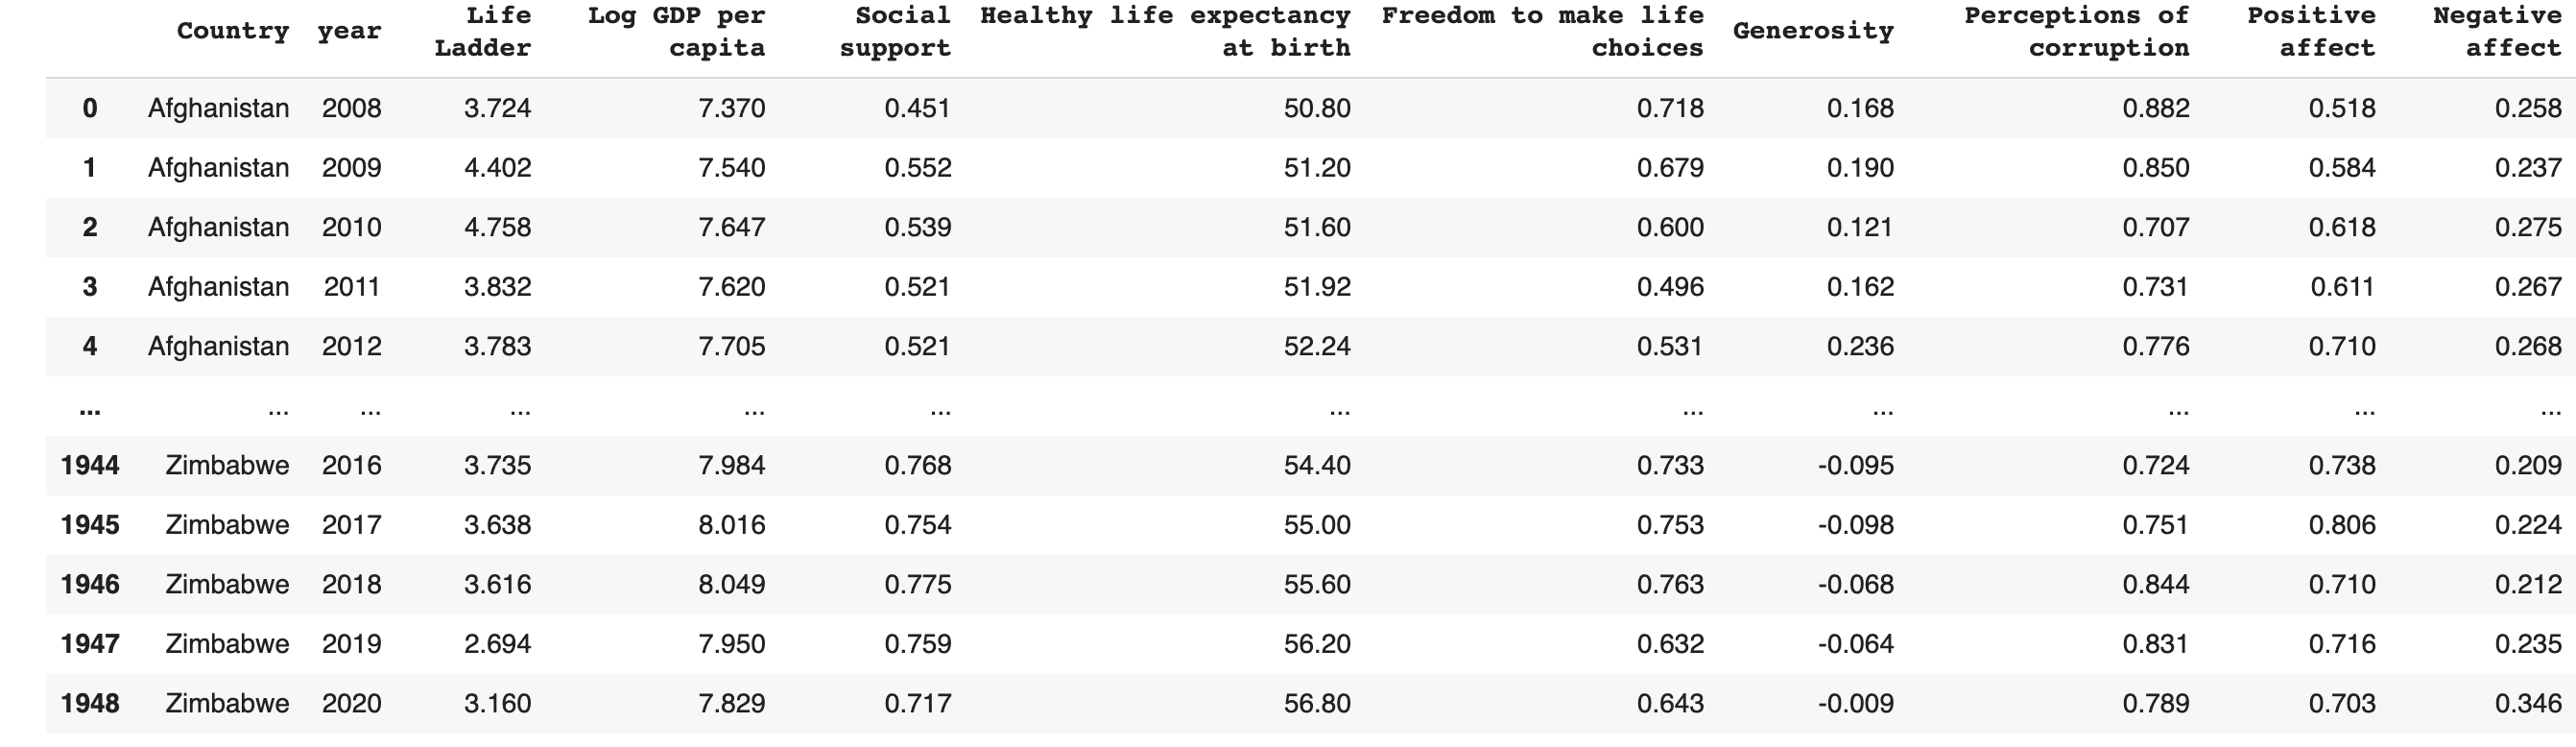 Country year Life Ladder Log GDP per capita Social support Healthy life expectancy at birth Freedom to make life choices Generosity Perceptions of corruption Positive affect Negative affect
0 Afghanistan 2008 3.724 7.370 0.451 50.80 0.718 0.168 0.882 0.518 0.258
1 Afghanistan 2009 4.402 7.540 0.552 51.20 0.679 0.190 0.850 0.584 0.237
2 Afghanistan 2010 4.758 7.647 0.539 51.60 0.600 0.121 0.707 0.618 0.275
3 Afghanistan 2011 3.832 7.620 0.521 51.92 0.496 0.162 0.731 0.611 0.267
4 Afghanistan 2012 3.783 7.705 0.521 52.24 0.531 0.236 0.776 0.710 0.268
... ... ... ... ... ... ... ... ... ... ... ...
1944 Zimbabwe 2016 3.735 7.984 0.768 54.40 0.733 -0.095 0.724 0.738 0.209
1945 Zimbabwe 2017 3.638 8.016 0.754 55.00 0.753 -0.098 0.751 0.806 0.224
1946 Zimbabwe 2018 3.616 8.049 0.775 55.60 0.763 -0.068 0.844 0.710 0.212
1947 Zimbabwe 2019 2.694 7.950 0.759 56.20 0.632 -0.064 0.831 0.716 0.235
1948 Zimbabwe 2020 3.160 7.829 0.717 56.80 0.643 -0.009 0.789 0.703 0.346